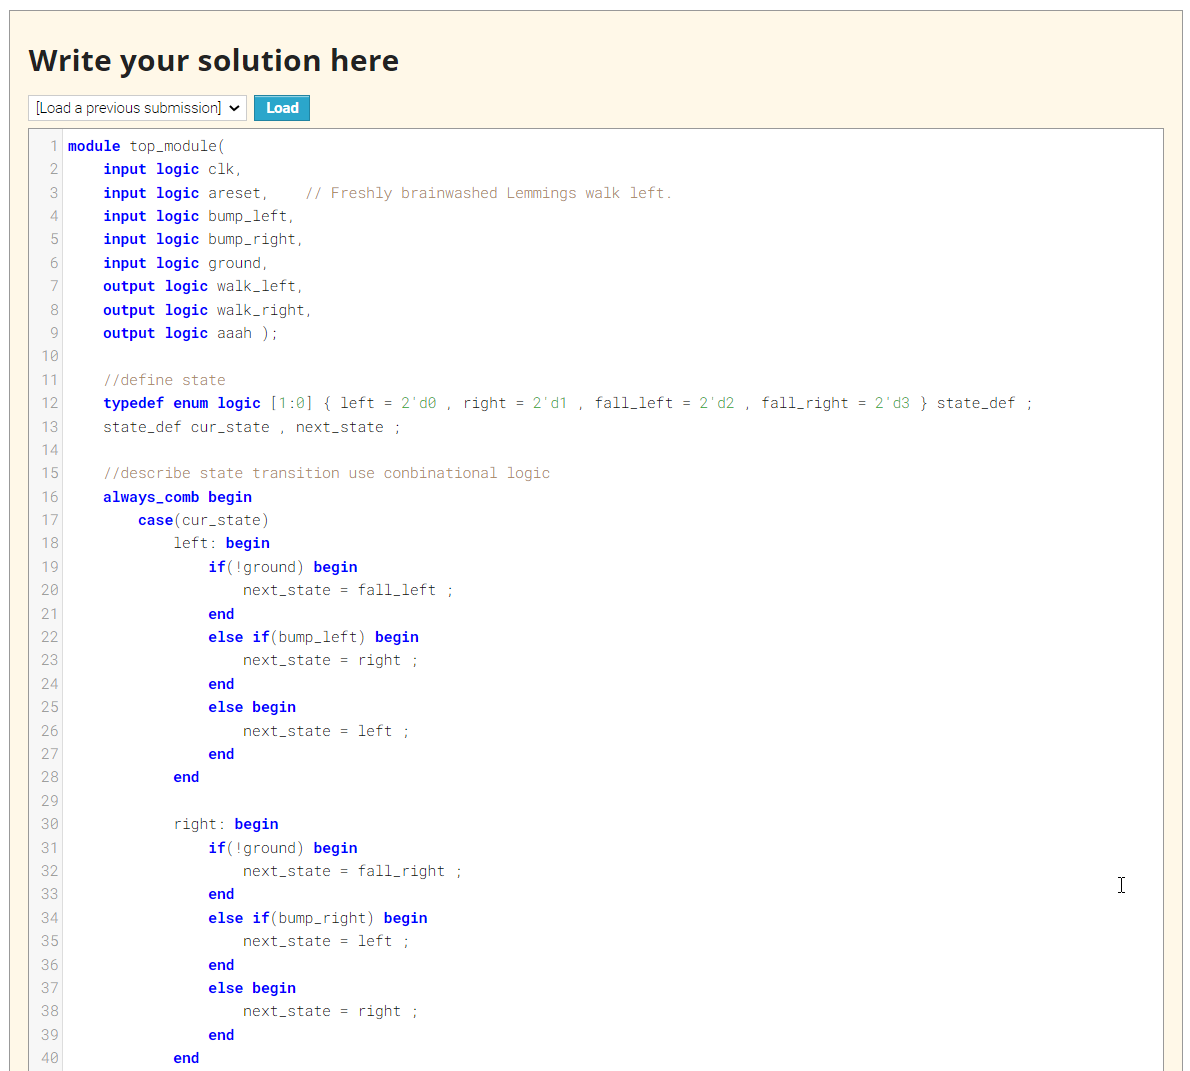 Write your solution here
[Load a previous submission] Load
1 module top_module(
2 input logic clk,
3 input logic areset, // Freshly brainwashed Lemmings walk left.
4 input logic bump_left,
5 input logic bump_right,
6 input logic ground,
7 output logic walk_left,
8 output logic walk_right,
9 output logic aaah );
10
11 //define state
12 typedef enum logic [1:0] { left = 2'd0 , right = 2'd1 , fall_left = 2'd2 , fall_right = 2'd3 } state_def ;
13 state_def cur_state , next_state ;
14
15 //describe state transition use conbinational logic
16 always_comb begin
17 case(cur_state)
18 left: begin
19 if(!ground) begin
20 next_state = fall_left ;
21 end
22 else if(bump_left) begin
23 next_state = right ;
24 end
25 else begin
26 next_state = left ;
27 end
28 end
29
30 right: begin
31 if(!ground) begin
32 next_state = fall_right ;
33 end
34 else if(bump_right) begin
35 next_state = left ;
36 end
37 else begin
38 next_state = right ;
39 end
40 end